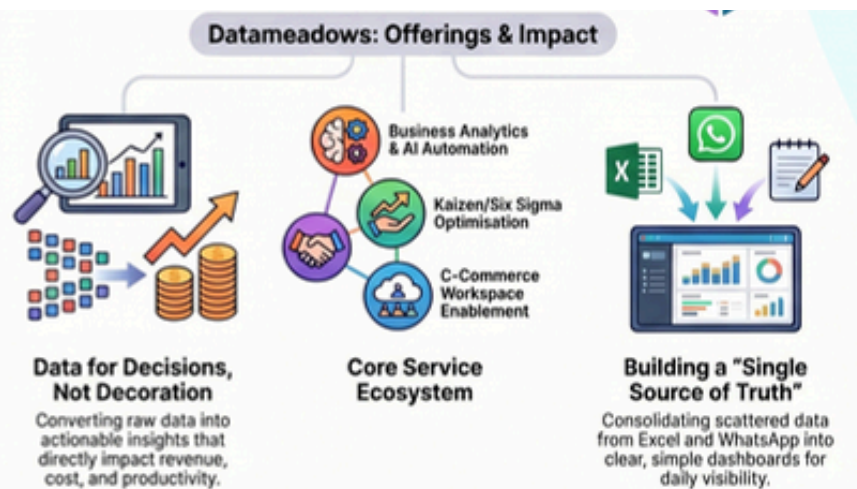 Datameadows: Offerings & Impact
Business Analytics
& AI Automation
Kaizen/Six Sigma
Optimisation
C-Commerce
Workspace
Enablement
X
Data for Decisions,
Not Decoration
Converting raw data into
actionable insights that
directly impact revenue,
cost, and productivity.
Core Service
Ecosystem
Building a "Single
Source of Truth"
Consolidating scattered data
from Excel and WhatsApp into
clear, simple dashboards for
daily visibility.